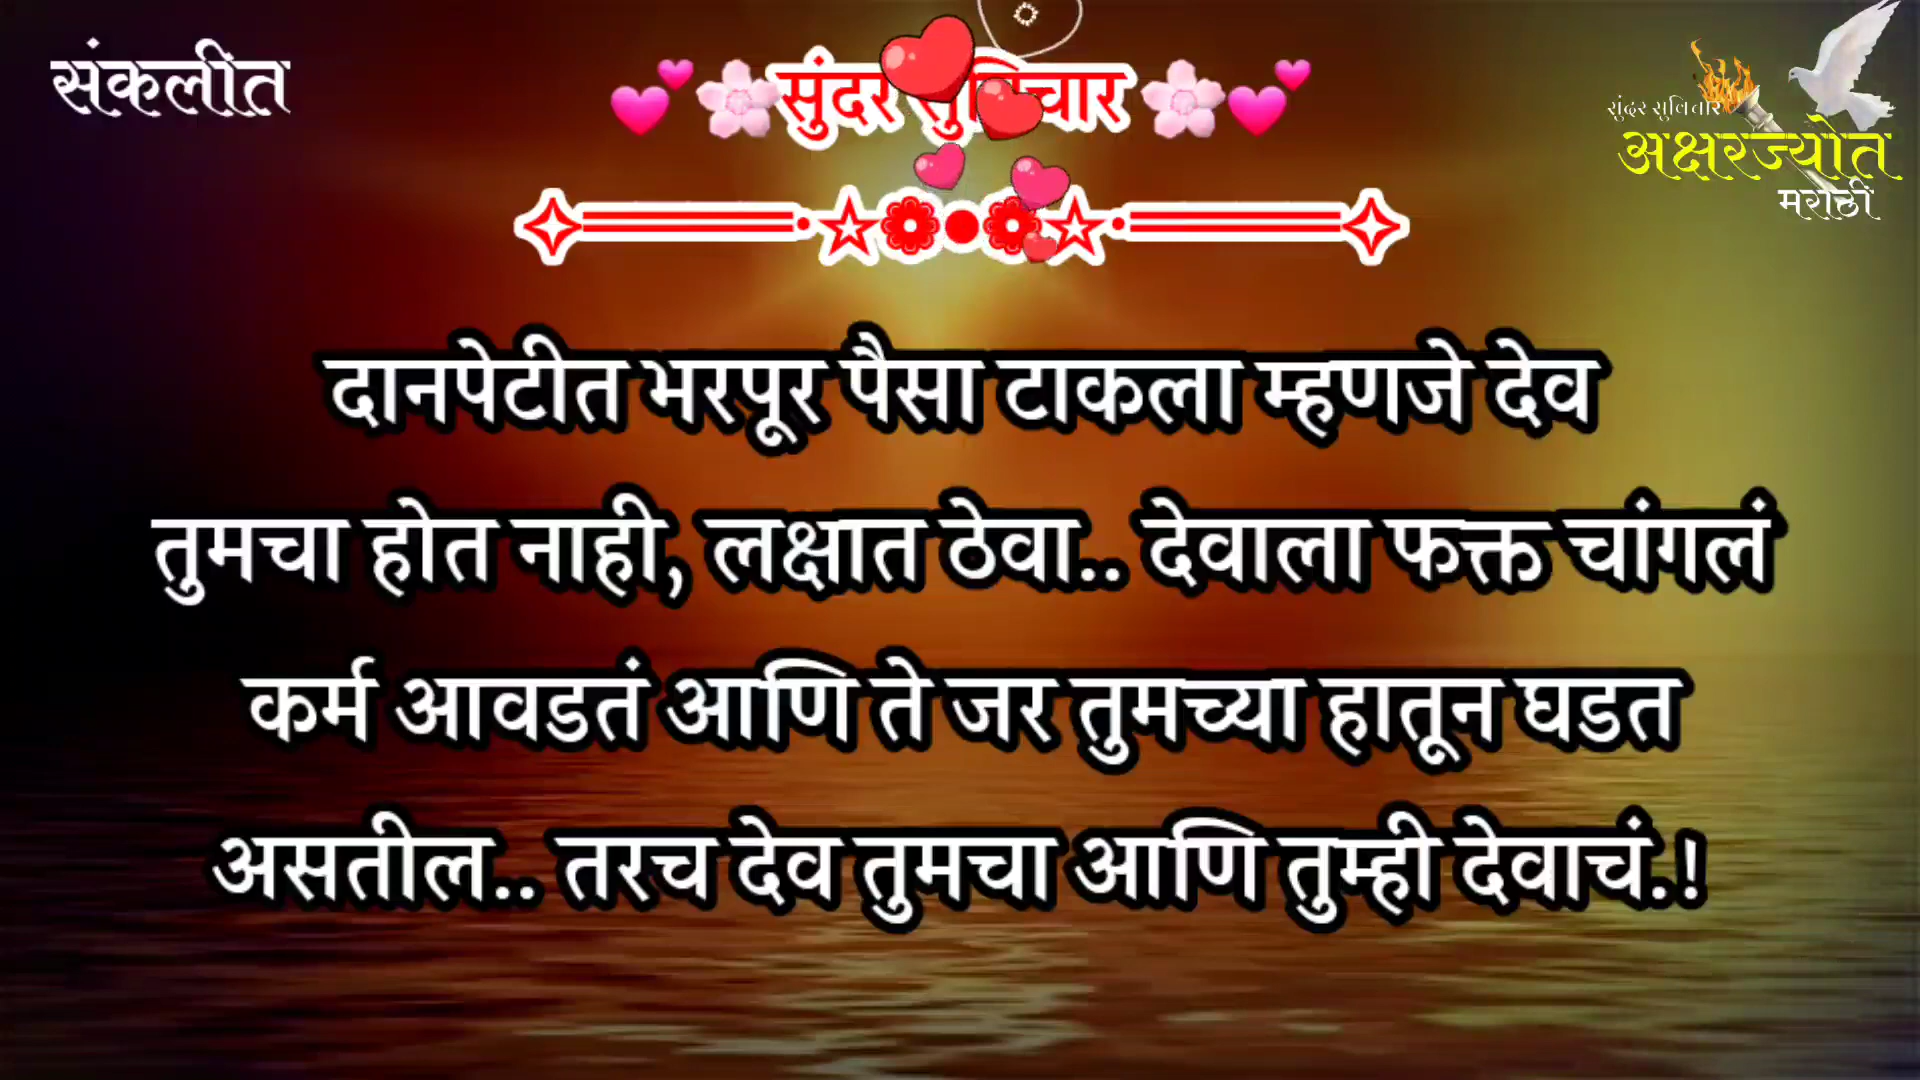 संकलीत
💕🌸सुंदर सुविचार🌸💕
सुंदर सुविचार
अक्षरज्योत
मराठी
दानपेटीत भरपूर पैसा टाकला म्हणजे देव
तुमचा होत नाही, लक्षात ठेवा.. देवाला फक्त चांगलं
कर्म आवडतं आणि ते जर तुमच्या हातून घडत
असतील.. तरच देव तुमचा आणि तुम्ही देवाचं.!